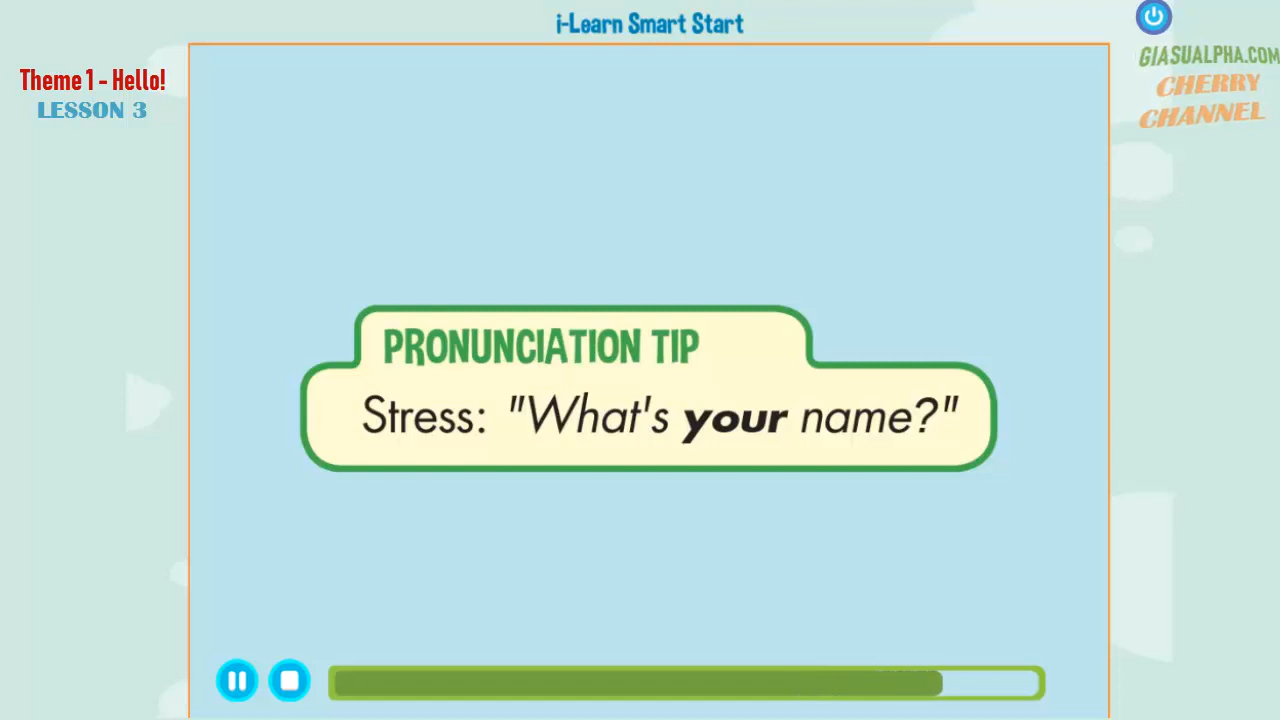 i-Learn Smart Start
Theme 1 - Hello!
LESSON 3
GIASUALPHA.COM
CHERRY
CHANNEL
PRONUNCIATION TIP
Stress: "What's your name?"